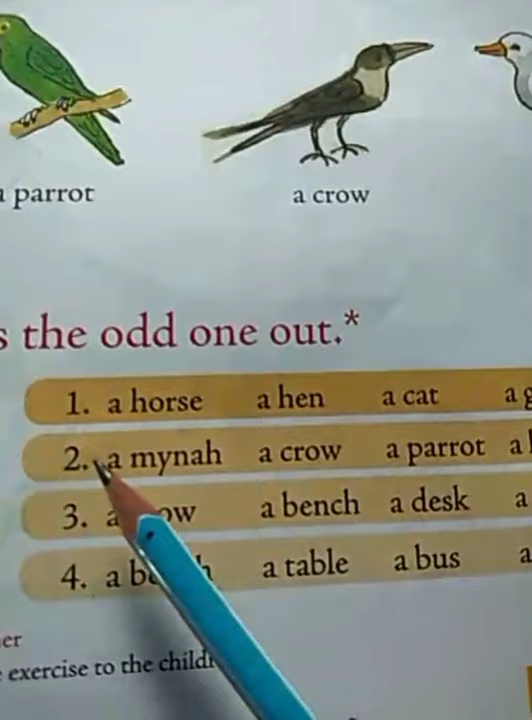 parrot
a crow
the odd one out.*
1. a horse a hen a cat a
2. a mynah a crow a parrot a
3. a bench a desk a
4. a table a bus a
er
exercise to the